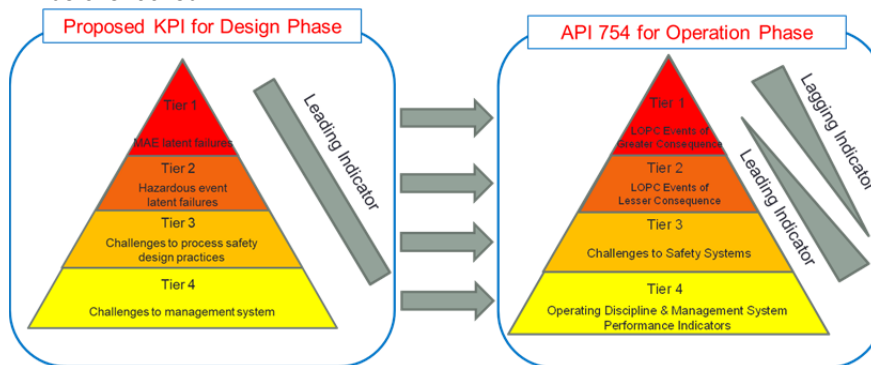 Proposed KPI for Design Phase
Tier 1
MAE latent failures
Tier 2
Hazardous event
latent failures
Tier 3
Challenges to process safety
design practices
Tier 4
Challenges to management system
Leading Indicator
API 754 for Operation Phase
Tier 1
LOPC Events of
Greater Consequence
Tier 2
LOPC Events of
Lesser Consequence
Tier 3
Challenges to Safety Systems
Tier 4
Operating Discipline & Management System
Performance Indicators
Lagging Indicator
Leading Indicator